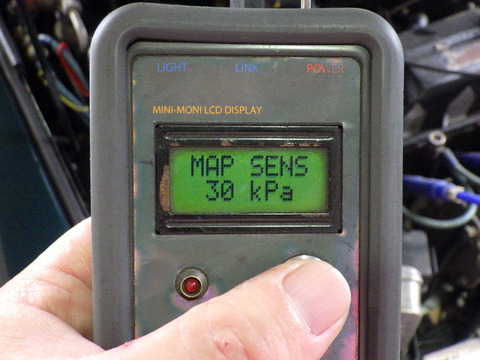 LIGHT LINK POWER
MINI-MONI LCD DISPLAY
MAP SENS
30 kPa